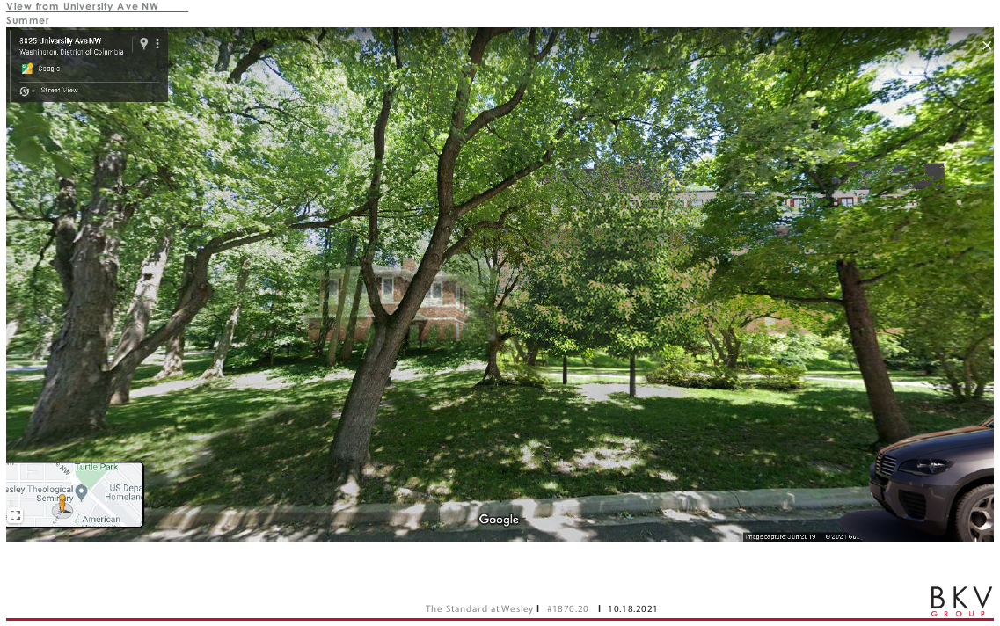 View from University Ave NW
Summer
3825 University Ave NW
Washington, District of Columbia
Google
Street View
Turtle Park
NW
esley Theological
Seminary
US Depa
Homeland
American
Google
Image capture: Jun 2019 © 2021
The Standard at Wesley I #1870.20 I 10.18.2021
BKV
GROUP